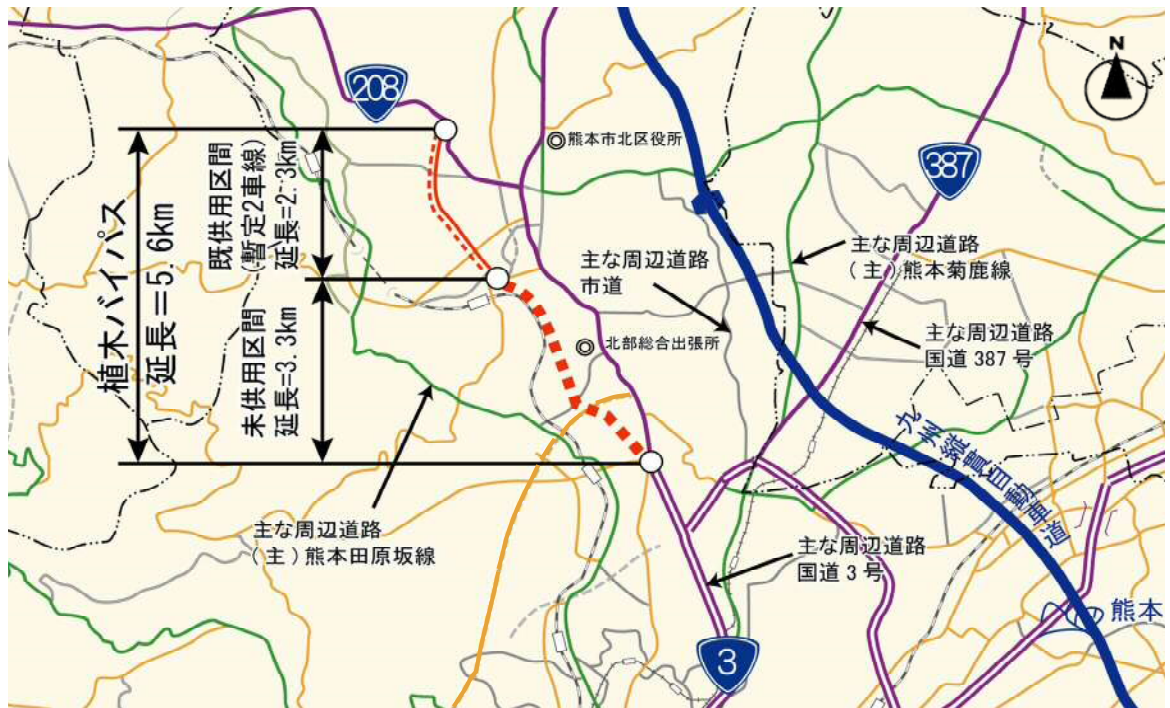 N
208
熊本市北区役所
387
植木バイパス
延長＝5.6km
既供用区間
(暫定2車線)
延長=2.3km
未供用区間
延長=3.3km
主な周辺道路
市道
主な周辺道路
（主）熊本菊鹿線
主な周辺道路
国道387号
北部総合出張所
九州縦貫自動車道
主な周辺道路
（主）熊本田原坂線
主な周辺道路
国道3号
熊本
3